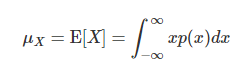 μ_X = E[X] = ∫_{-∞}^{∞} xp(x)dx